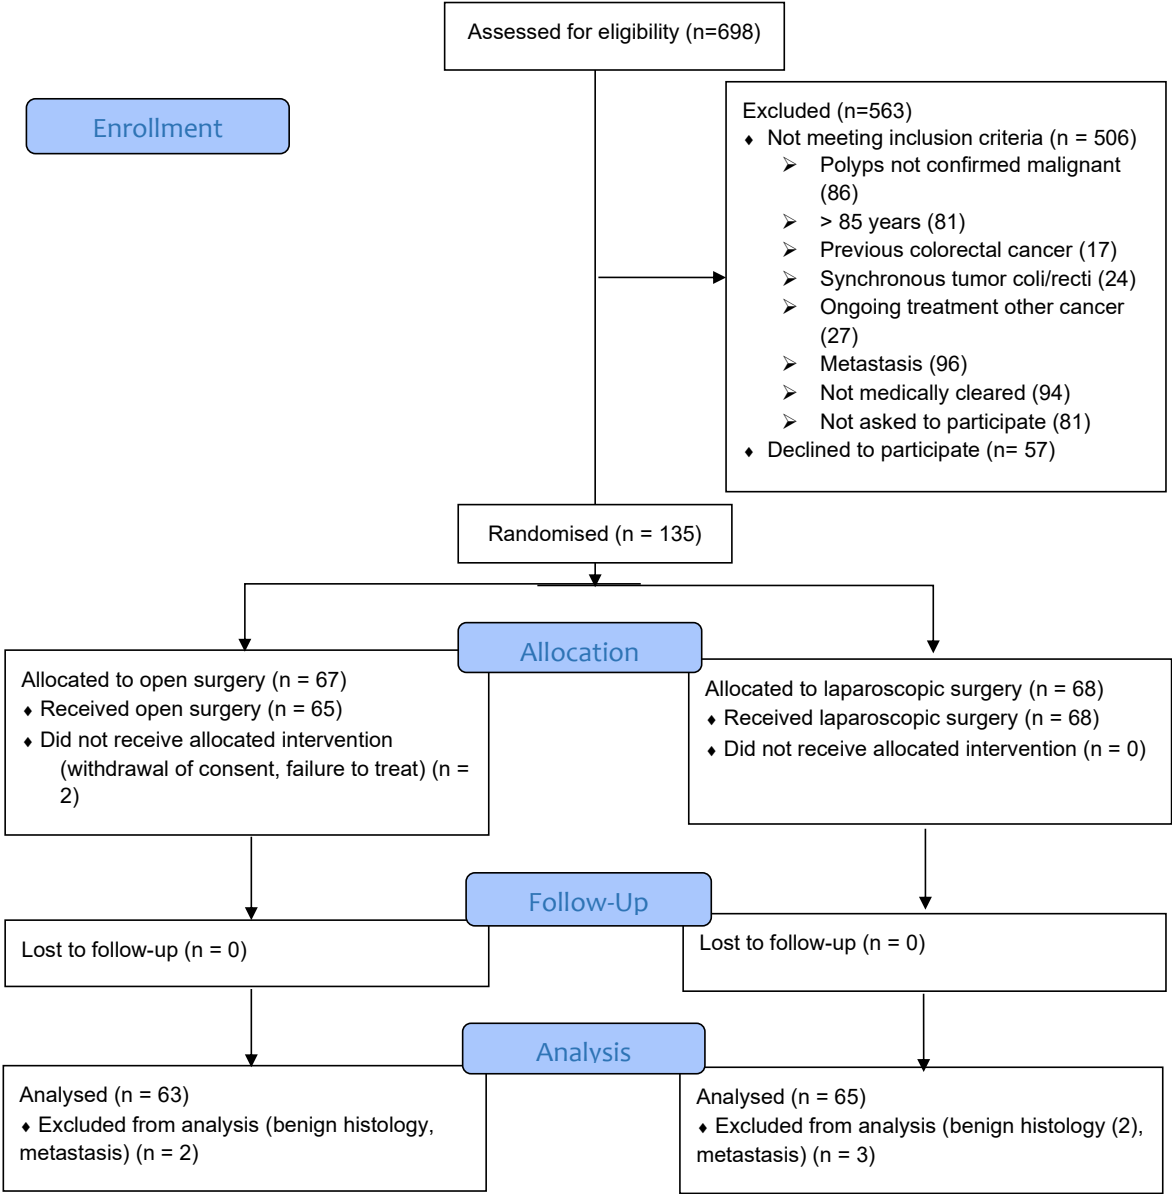 Assessed for eligibility (n=698)
Enrollment
Excluded (n=563)
♦ Not meeting inclusion criteria (n = 506)
➢ Polyps not confirmed malignant
(86)
➢ > 85 years (81)
➢ Previous colorectal cancer (17)
➢ Synchronous tumor coli/recti (24)
➢ Ongoing treatment other cancer
(27)
➢ Metastasis (96)
➢ Not medically cleared (94)
➢ Not asked to participate (81)
♦ Declined to participate (n= 57)
Randomised (n = 135)
Allocation
Allocated to open surgery (n = 67)
♦ Received open surgery (n = 65)
♦ Did not receive allocated intervention
(withdrawal of consent, failure to treat) (n =
2)
Allocated to laparoscopic surgery (n = 68)
♦ Received laparoscopic surgery (n = 68)
♦ Did not receive allocated intervention (n = 0)
Follow-Up
Lost to follow-up (n = 0)
Lost to follow-up (n = 0)
Analysis
Analysed (n = 63)
♦ Excluded from analysis (benign histology,
metastasis) (n = 2)
Analysed (n = 65)
♦ Excluded from analysis (benign histology (2),
metastasis) (n = 3)